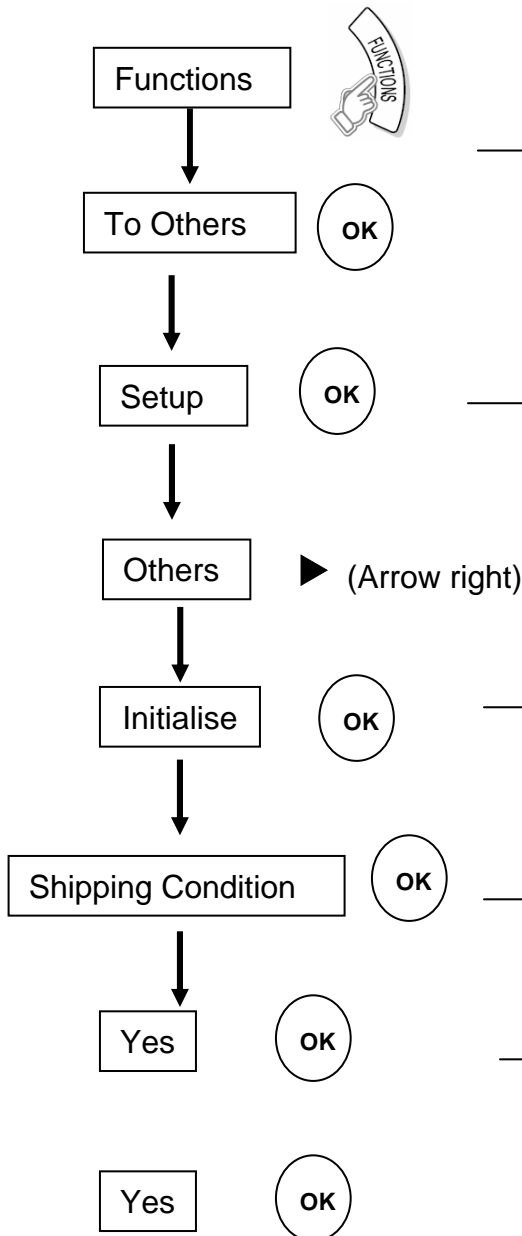 FUNCTIONS
Functions
To Others OK
Setup OK
Others ► (Arrow right)
Initialise OK
Shipping Condition OK
Yes OK
Yes OK